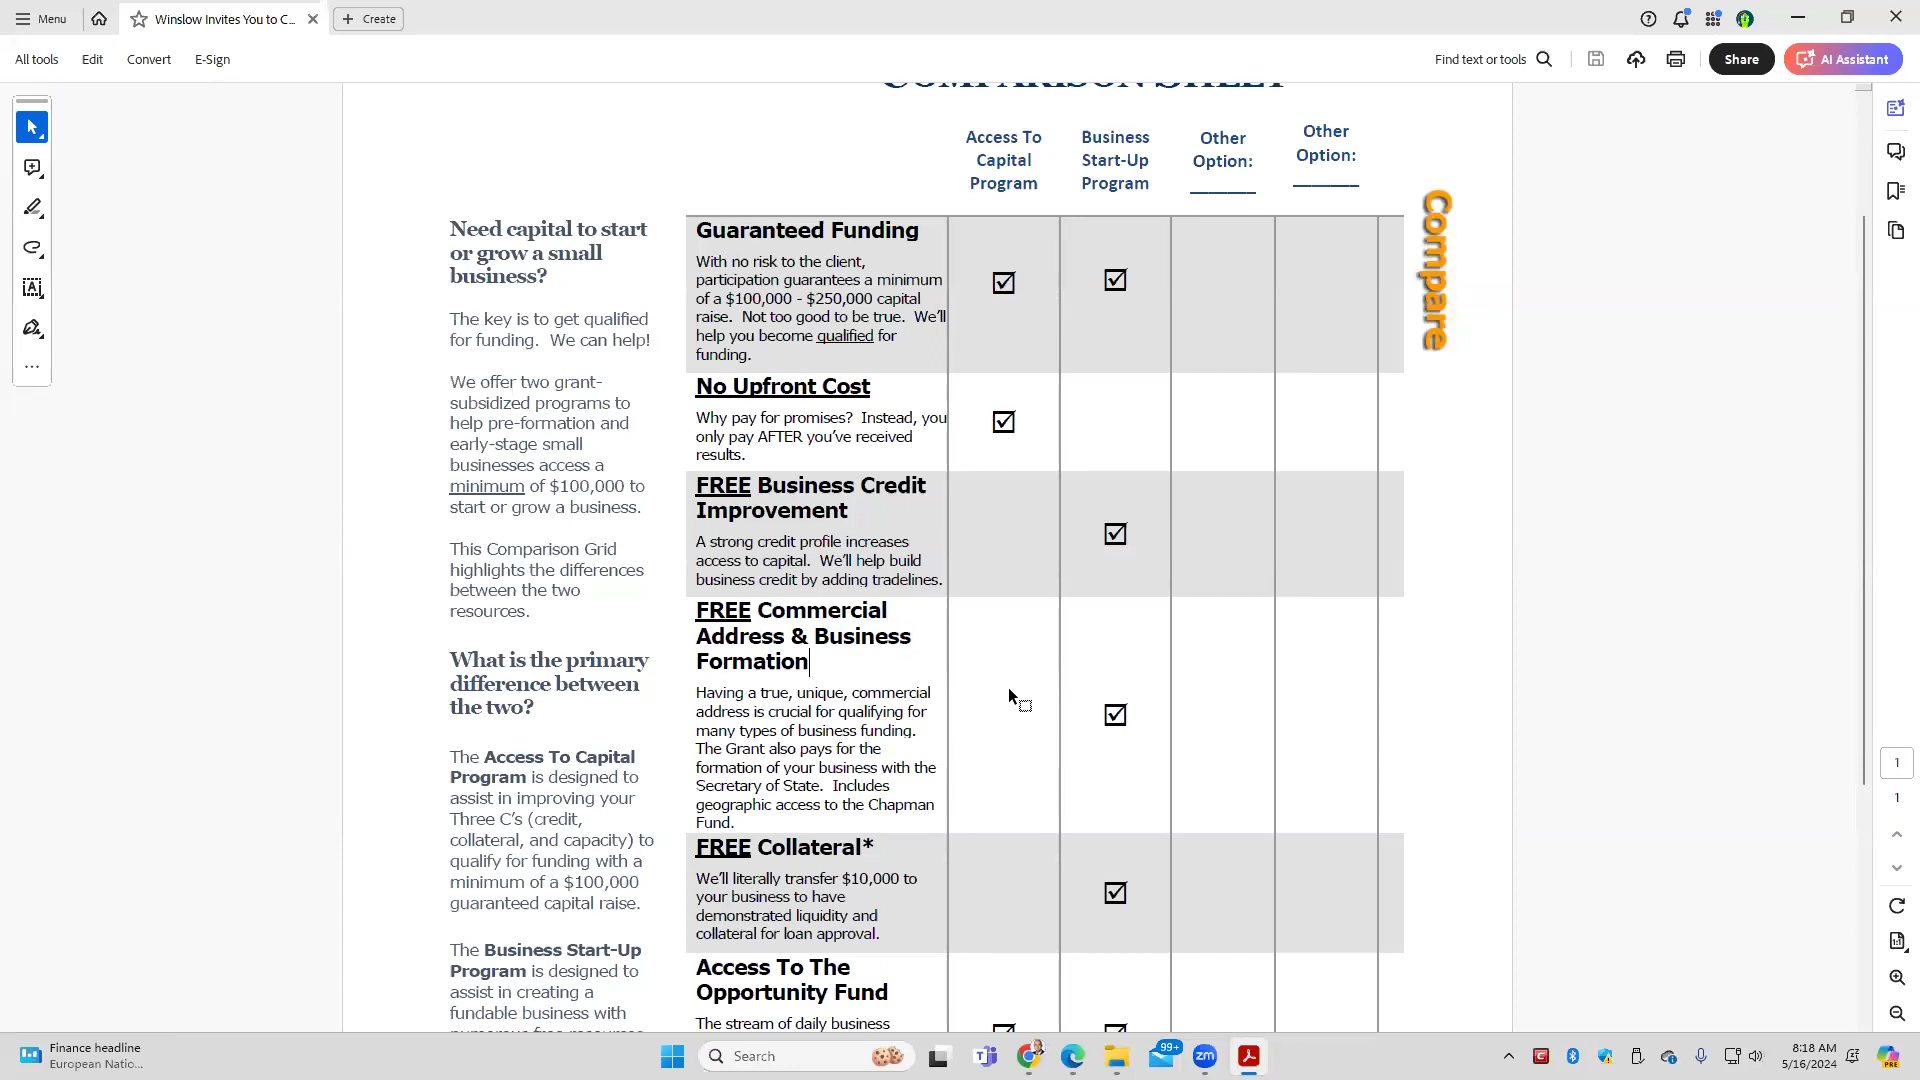 Menu
Winslow Invites You to C...
Create
All tools
Edit
Convert
E-Sign
Find text or tools
Share
AI Assistant
COMPARISON SHEET
Access To
Capital
Program
Business
Start-Up
Program
Other
Option:
Other
Option:
Compare
Need capital to start
or grow a small
business?
The key is to get qualified
for funding.  We can help!
We offer two grant-
subsidized programs to
help pre-formation and
early-stage small
businesses access a
minimum of $100,000 to
start or grow a business.
This Comparison Grid
highlights the differences
between the two
resources.
What is the primary
difference between
the two?
The Access To Capital
Program is designed to
assist in improving your
Three C's (credit,
collateral, and capacity) to
qualify for funding with a
minimum of a $100,000
guaranteed capital raise.
The Business Start-Up
Program is designed to
assist in creating a
fundable business with
numerous free resources
Guaranteed Funding
With no risk to the client,
participation guarantees a minimum
of a $100,000 - $250,000 capital
raise.  Not too good to be true.  We'll
help you become qualified for
funding.
No Upfront Cost
Why pay for promises?  Instead, you
only pay AFTER you've received
results.
FREE Business Credit
Improvement
A strong credit profile increases
access to capital.  We'll help build
business credit by adding tradelines.
FREE Commercial
Address & Business
Formation
Having a true, unique, commercial
address is crucial for qualifying for
many types of business funding.
The Grant also pays for the
formation of your business with the
Secretary of State.  Includes
geographic access to the Chapman
Fund.
FREE Collateral*
We'll literally transfer $10,000 to
your business to have
demonstrated liquidity and
collateral for loan approval.
Access To The
Opportunity Fund
The stream of daily business
1
1
Finance headline
European Natio...
Search
99+
zm
8:18 AM
5/16/2024
PRE